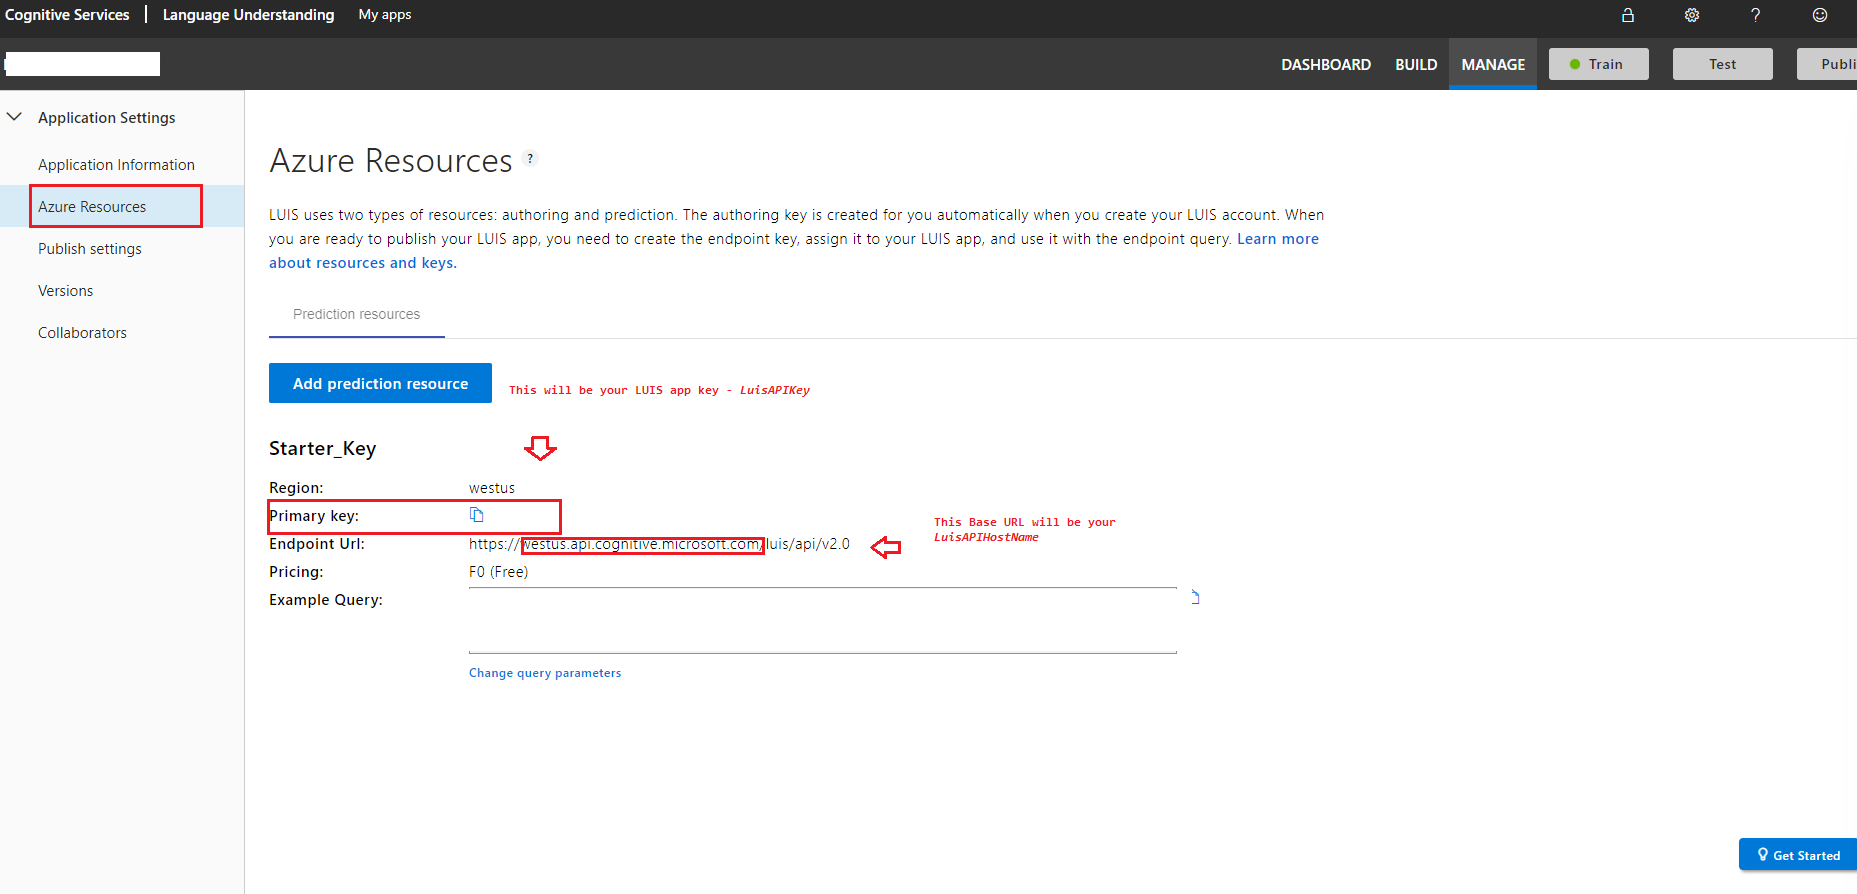 Cognitive Services | Language Understanding My apps
?
DASHBOARD BUILD MANAGE Train Test Publi
Application Settings
Application Information
Azure Resources
Publish settings
Versions
Collaborators
Azure Resources ?
LUIS uses two types of resources: authoring and prediction. The authoring key is created for you automatically when you create your LUIS account. When
you are ready to publish your LUIS app, you need to create the endpoint key, assign it to your LUIS app, and use it with the endpoint query. Learn more
about resources and keys.
Prediction resources
Add prediction resource
This will be your LUIS app key - LuisAPIKey
Starter_Key
Region: westus
Primary key:
This Base URL will be your
LuisAPIHostName
Endpoint Url: https://westus.api.cognitive.microsoft.com/luis/api/v2.0
Pricing: F0 (Free)
Example Query:
Change query parameters
Get Started